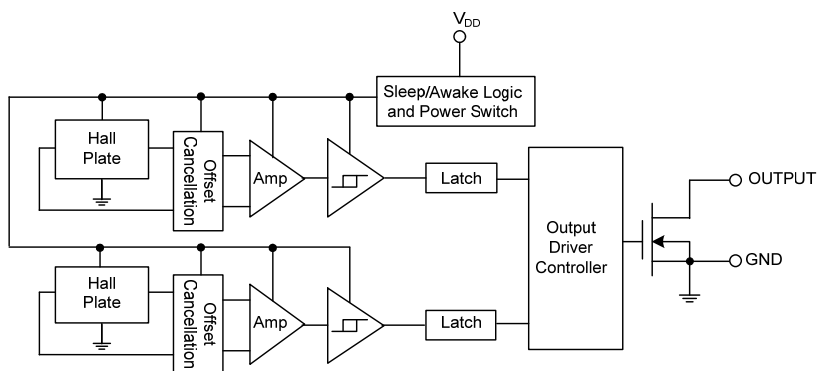 VDD
Sleep/Awake Logic
and Power Switch
Hall
Plate
Offset
Cancellation
Amp
Latch
Output
Driver
Controller
OUTPUT
GND
Hall
Plate
Offset
Cancellation
Amp
Latch